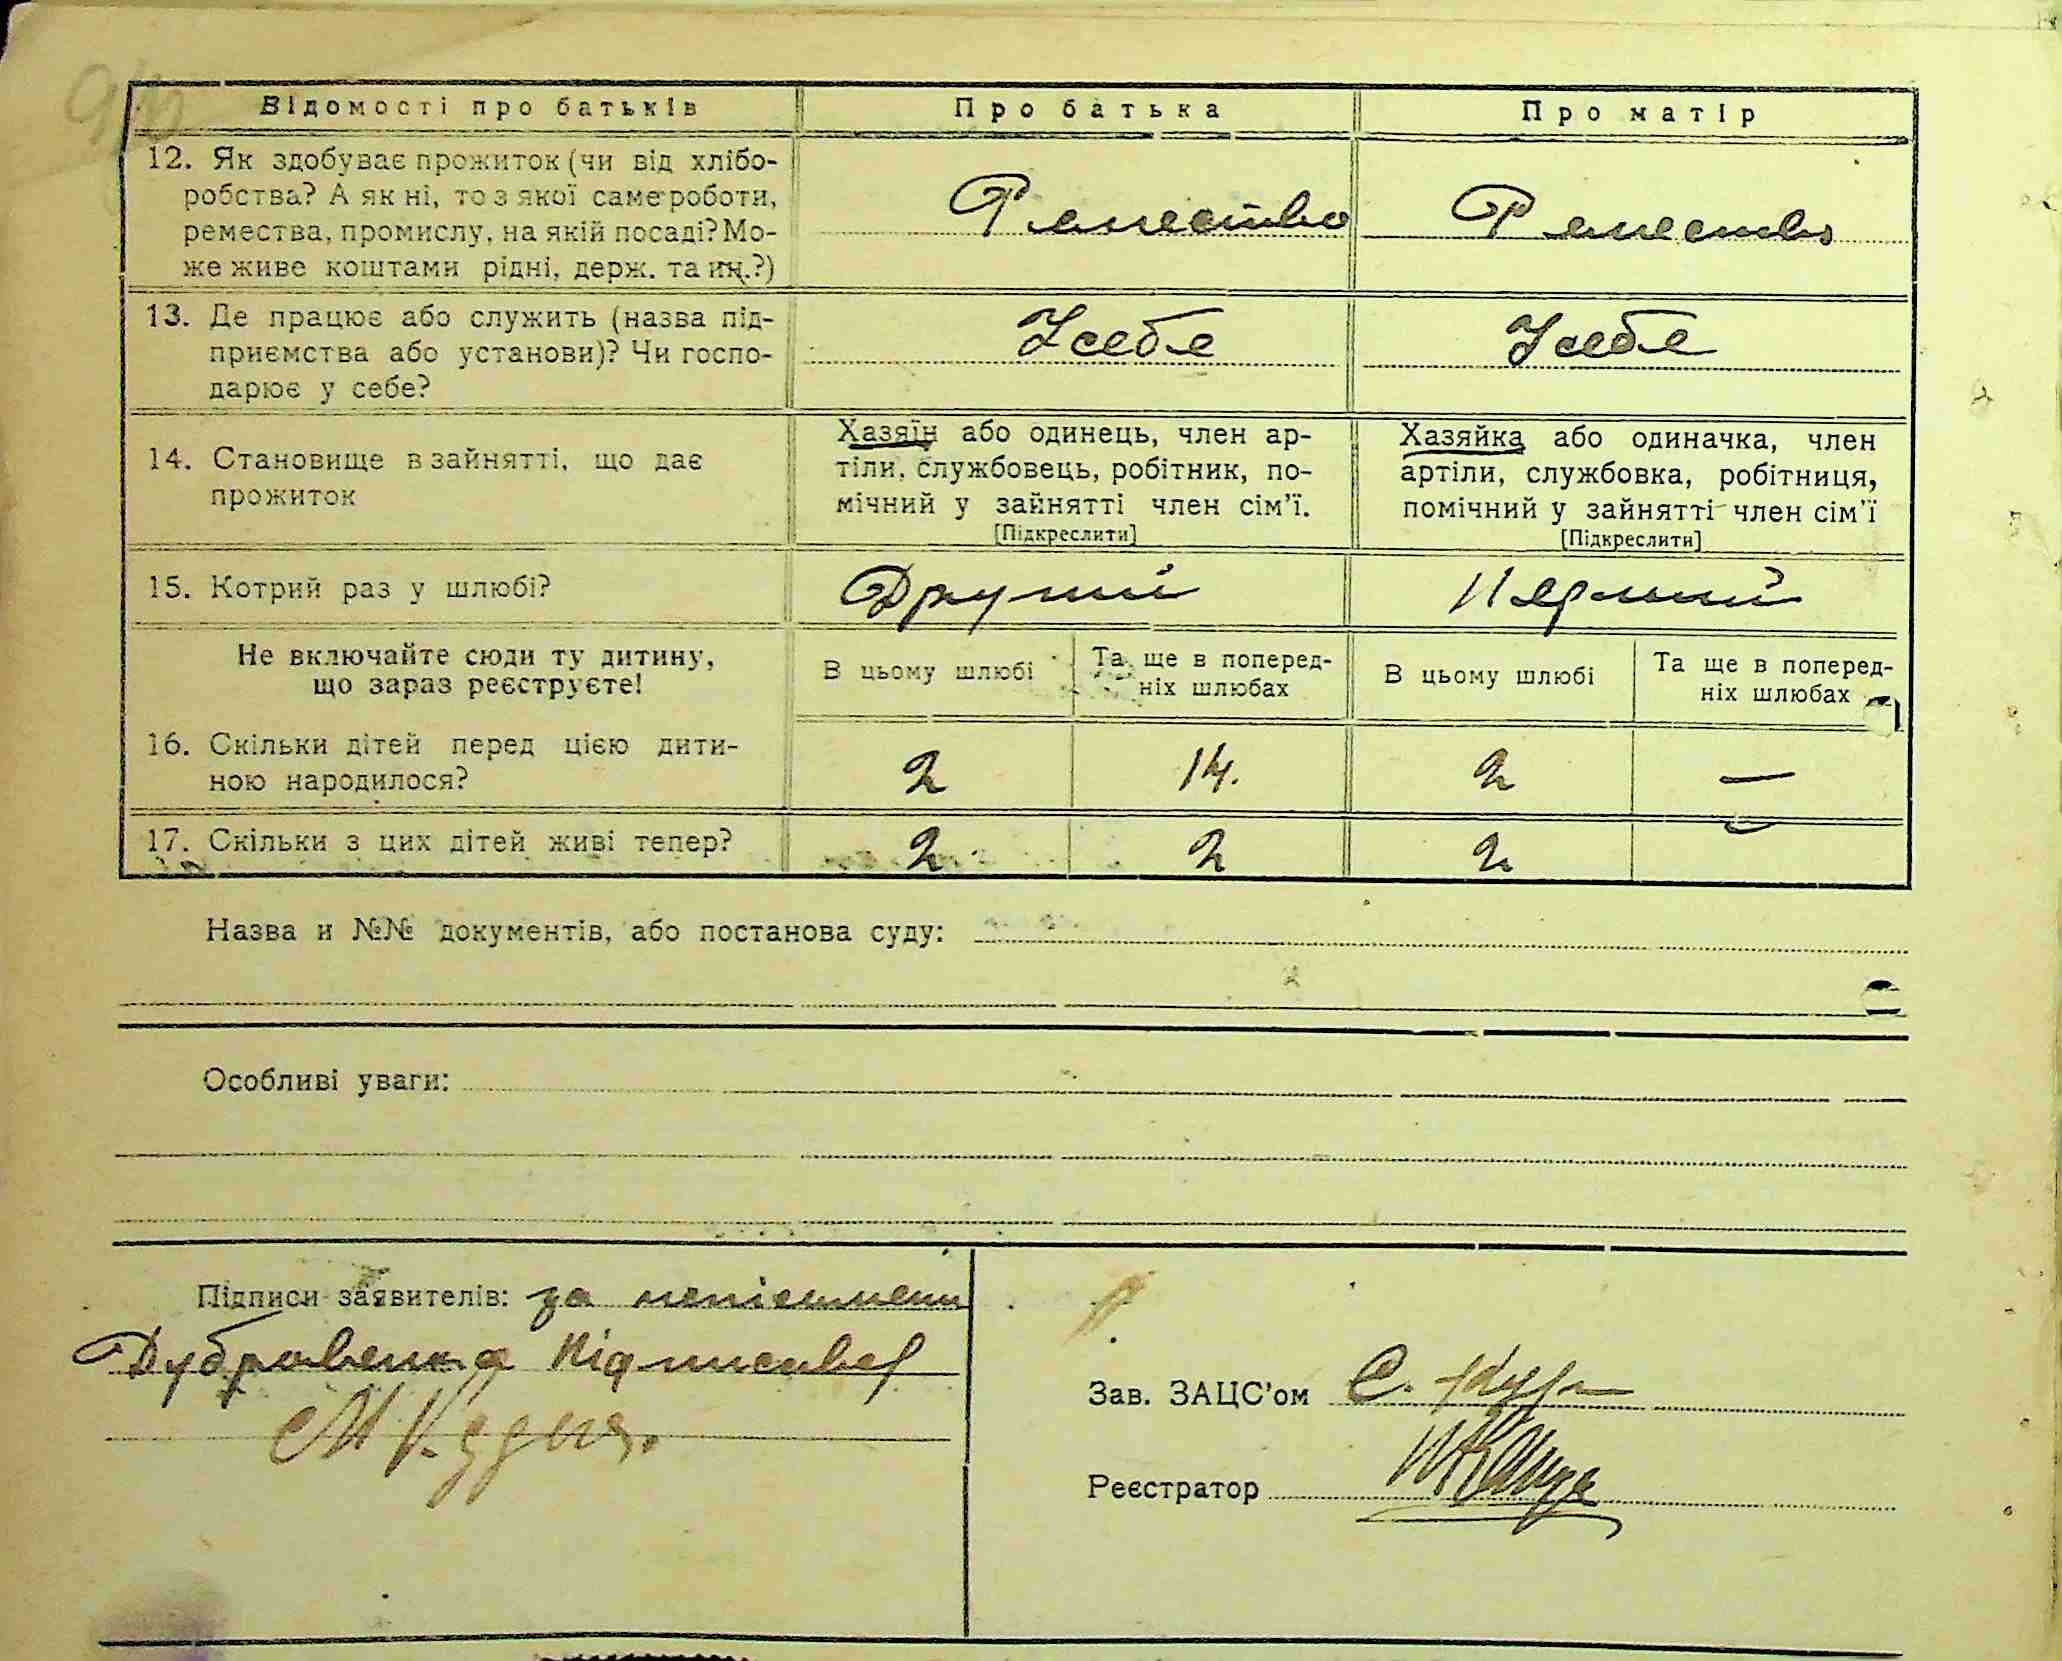 Відомості про батьків Про батька Про матір
12. Як здобуває прожиток (чи від хлібо-
робства? А як ні, то з якої саме роботи,
ремества, промислу, на якій посаді? Мо-
же живе коштами рідні, держ. та ин.?)
Ремество Ремество
13. Де працює або служить (назва під-
приємства або установи)? Чи госпо-
дарює у себе?
У себе У себе
14. Становище в зайнятті, що дає
прожиток
Хазяїн або одинець, член ар-
тіли, службовець, робітник, по-
мічний у зайнятті член сім'ї.
[Підкреслити]
Хазяйка або одиначка, член
артіли, службовка, робітниця,
помічний у зайнятті член сім'ї
[Підкреслити]
15. Котрий раз у шлюбі? Другий Первий
Не включайте сюди ту дитину,
що зараз реєструєте!
В цьому шлюбі
Та ще в поперед-
ніх шлюбах
В цьому шлюбі
Та ще в поперед-
ніх шлюбах
16. Скільки дітей перед цією дити-
ною народилося?
2 14. 2 —
17. Скільки з цих дітей живі тепер? 2 2 2
Назва и №№ документів, або постанова суду:
Особливі уваги:
Підписи заявителів: за неписьмени
Дубравенка підписався
Зав. ЗАЦС'ом С.
Реєстратор